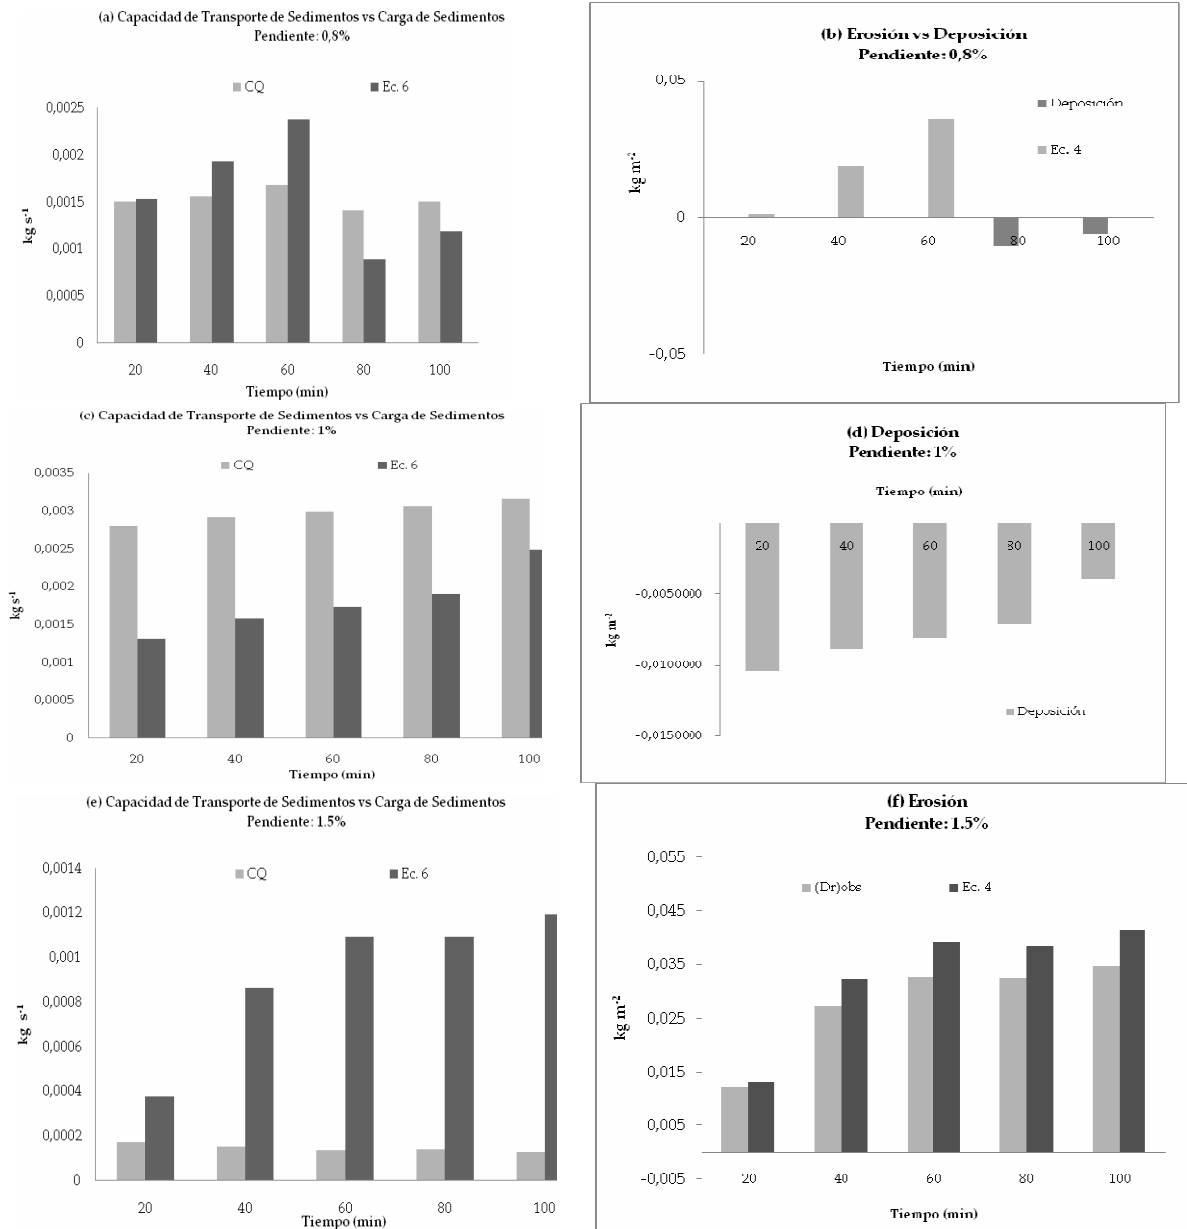 (a) Capacidad de Transporte de Sedimentos vs Carga de Sedimentos
Pendiente: 0,8%
CQ
Ec. 6
0,0025
0,002
0,0015
0,001
0,0005
0
kg s-1
20 40 60 80 100
Tiempo (min)
(b) Erosión vs Deposición
Pendiente: 0,8%
0,05
0
-0,05
kg m-2
Deposición
Ec. 4
20 40 60 80 100
Tiempo (min)
(c) Capacidad de Transporte de Sedimentos vs Carga de Sedimentos
Pendiente: 1%
CQ
Ec. 6
0,0035
0,003
0,0025
0,002
0,0015
0,001
0,0005
0
kg s-1
20 40 60 80 100
Tiempo (min)
(d) Deposición
Pendiente: 1%
Tiempo (min)
20 40 60 80 100
-0,0050000
-0,0100000
-0,0150000
kg m-2
Deposición
(e) Capacidad de Transporte de Sedimentos vs Carga de Sedimentos
Pendiente: 1.5%
CQ
Ec. 6
0,0014
0,0012
0,001
0,0008
0,0006
0,0004
0,0002
0
kg s-1
20 40 60 80 100
Tiempo (min)
(f) Erosión
Pendiente: 1.5%
(Dr)obs
Ec. 4
0,055
0,045
0,035
0,025
0,015
0,005
-0,005
kg m-2
20 40 60 80 100
Tiempo (min)